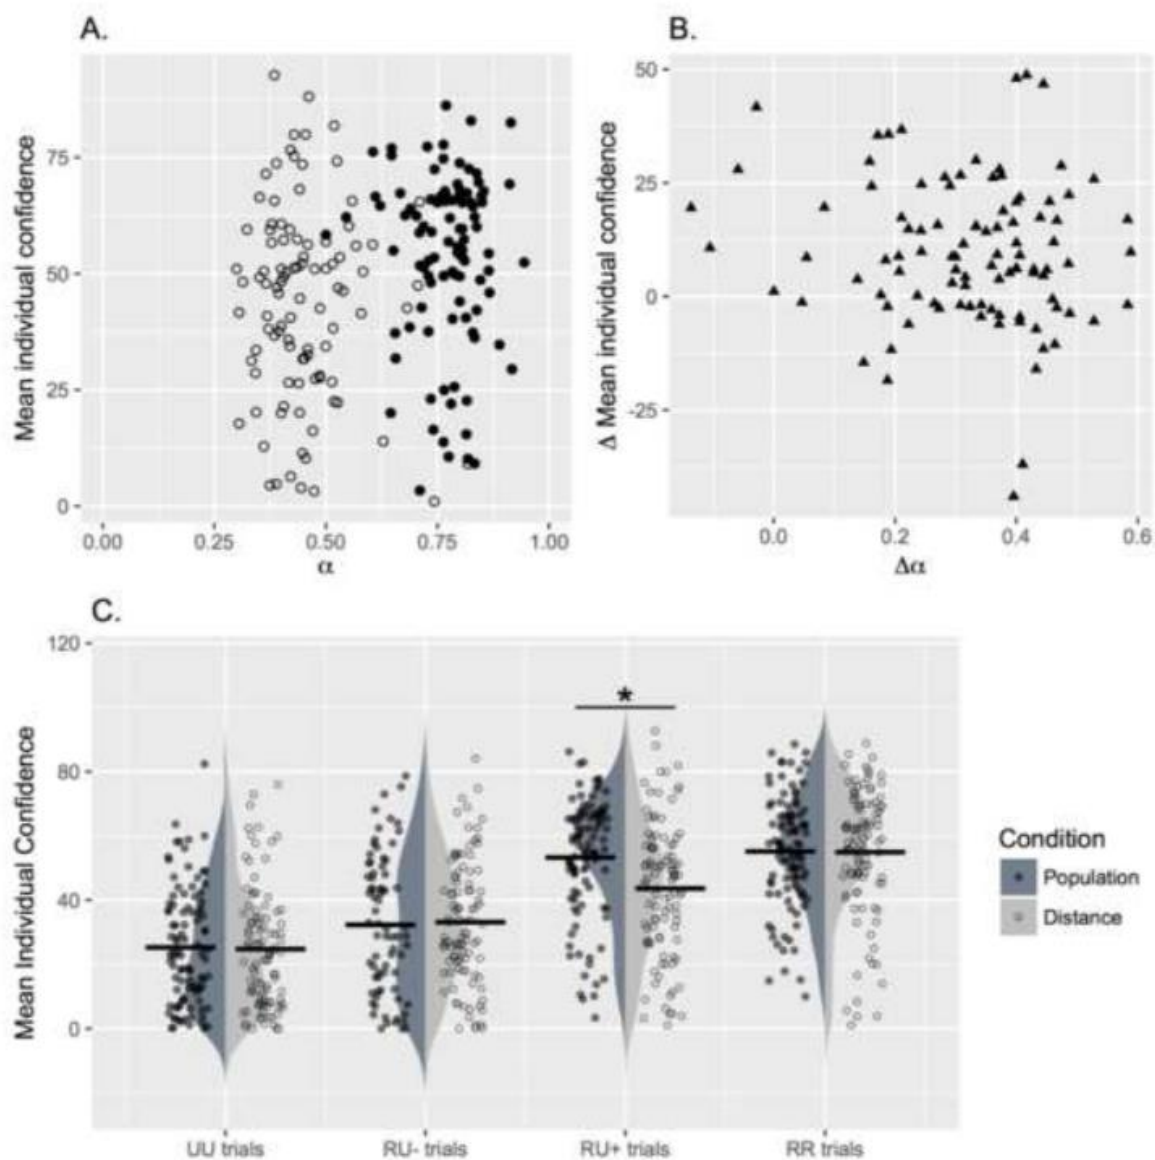 A.
Mean individual confidence
75
50
25
0
0.00 0.25 0.50 0.75 1.00
α
B.
Δ Mean individual confidence
50
25
0
-25
0.0 0.2 0.4 0.6
Δα
C.
Mean Individual Confidence
120
80
40
0
*
UU trials RU- trials RU+ trials RR trials
Condition
Population
Distance